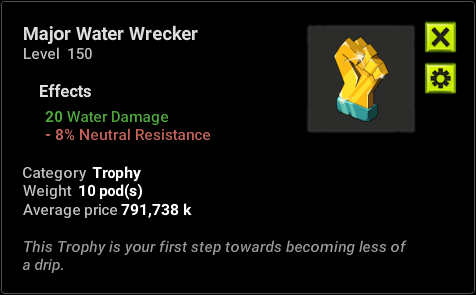 Major Water Wrecker
Level 150
Effects
20 Water Damage
- 8% Neutral Resistance
Category Trophy
Weight 10 pod(s)
Average price 791,738 k
This Trophy is your first step towards becoming less of
a drip.